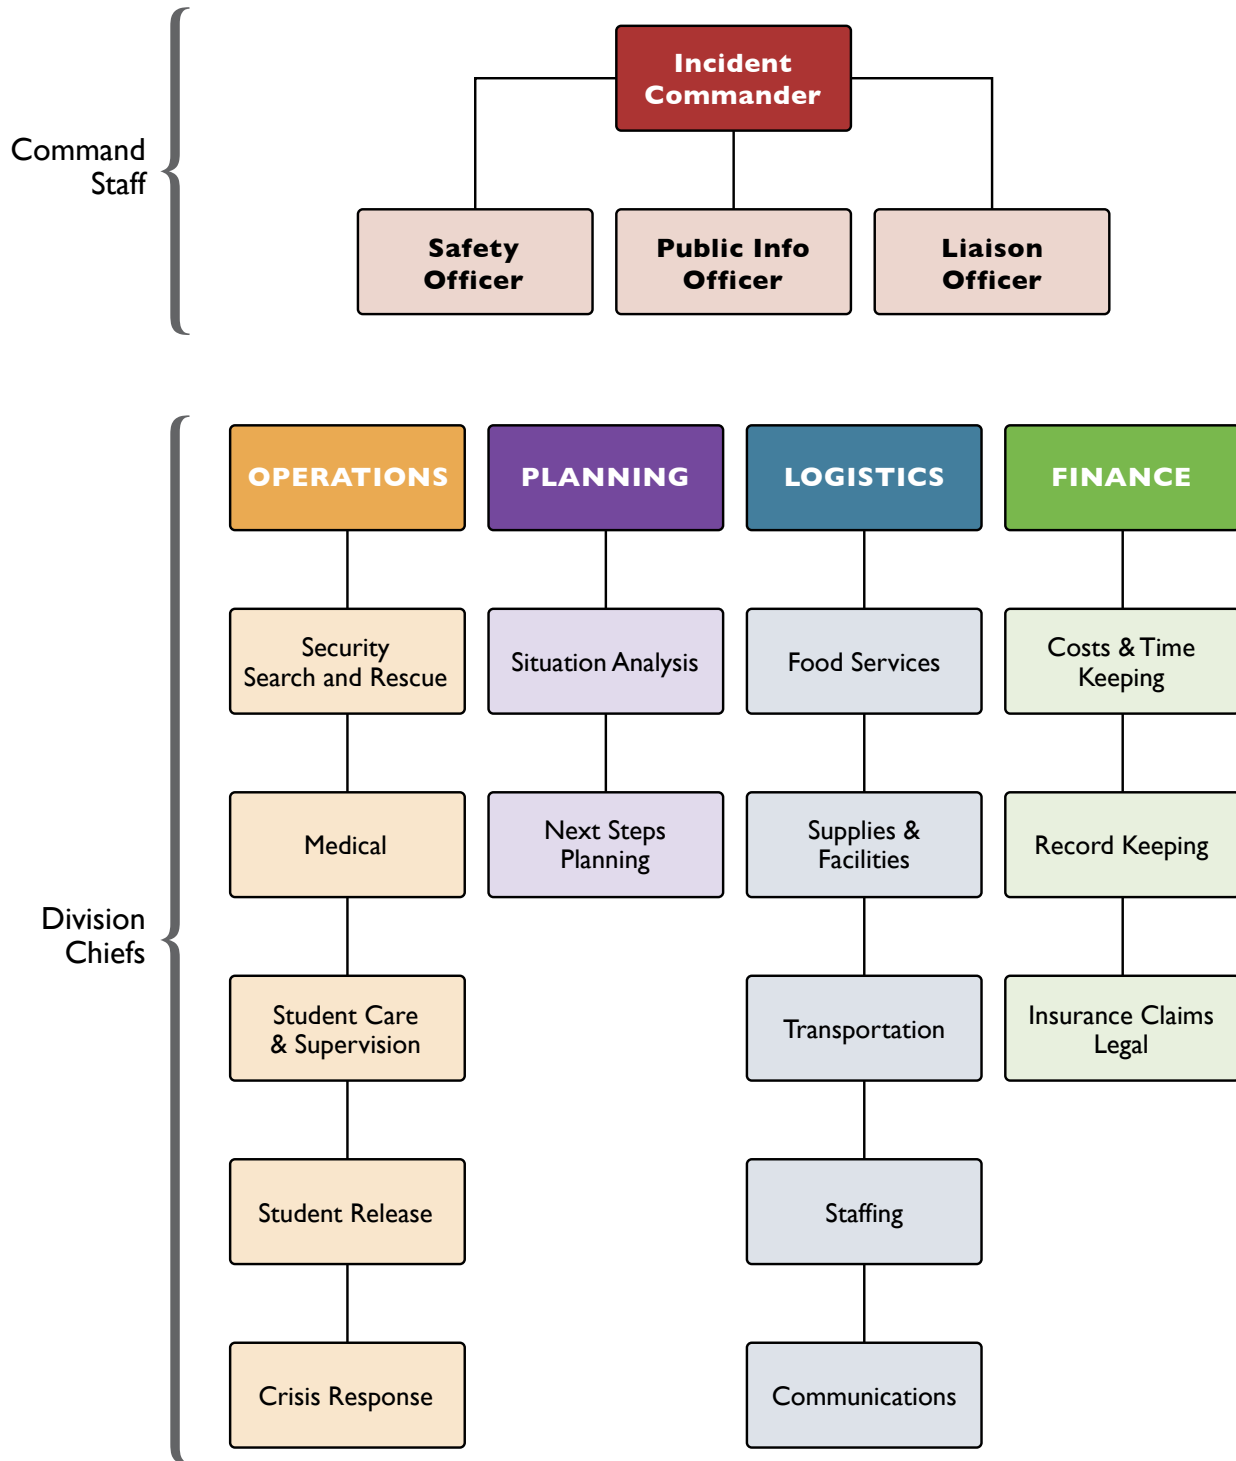 Command
Staff
Incident
Commander
Safety
Officer
Public Info
Officer
Liaison
Officer
Division
Chiefs
OPERATIONS
Security
Search and Rescue
Medical
Student Care
& Supervision
Student Release
Crisis Response
PLANNING
Situation Analysis
Next Steps
Planning
LOGISTICS
Food Services
Supplies &
Facilities
Transportation
Staffing
Communications
FINANCE
Costs & Time
Keeping
Record Keeping
Insurance Claims
Legal